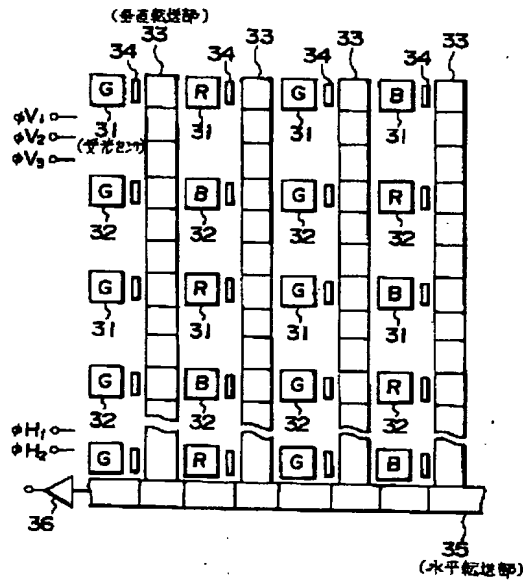 (垂直転送部)
33 33 33 33
34 34 34 34
G R G B
31 31 31 31
(受光センサ)
φV1
φV2
φV3
G B G R
32 32 32 32
G R G B
31 31 31 31
G B G R
32 32 32 32
φH1
φH2
G R G B
36
35
(水平転送部)